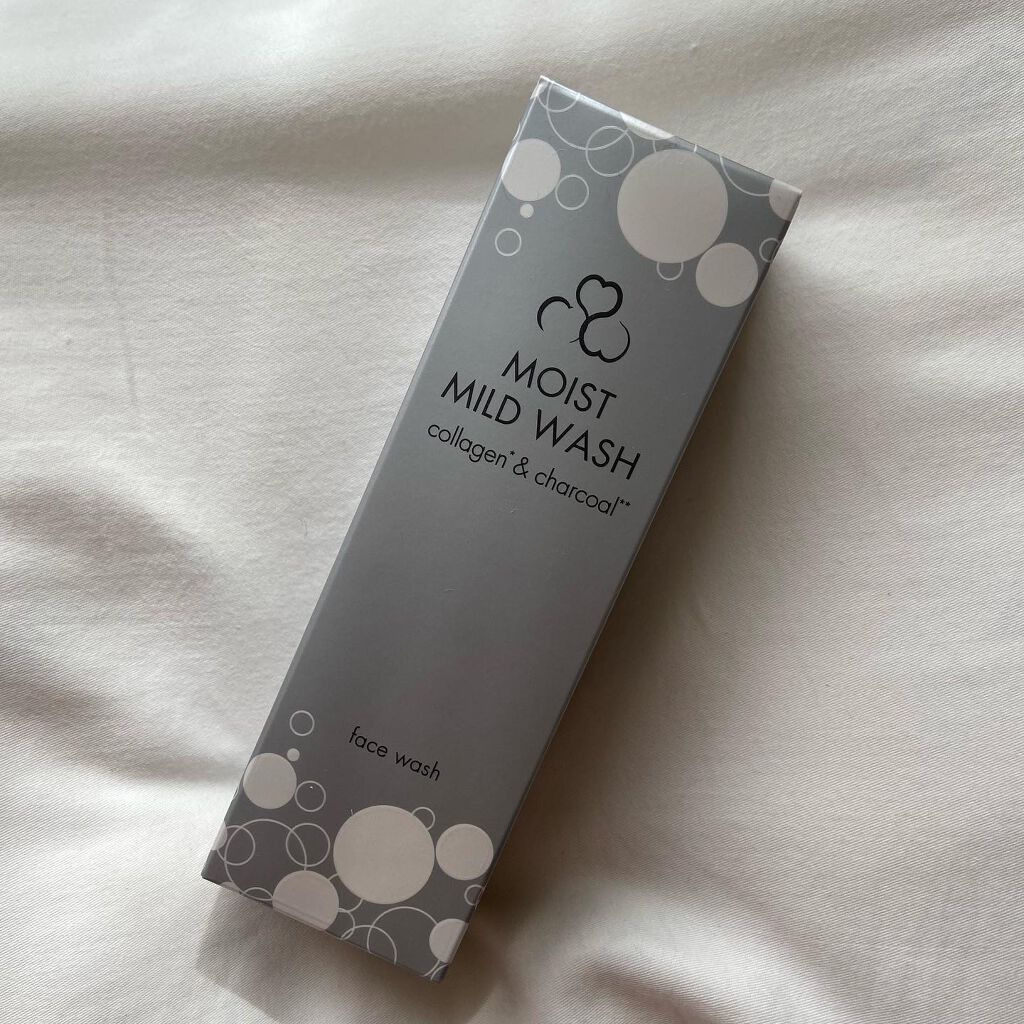 MOIST
MILD WASH
collagen* & charcoal**
face wash